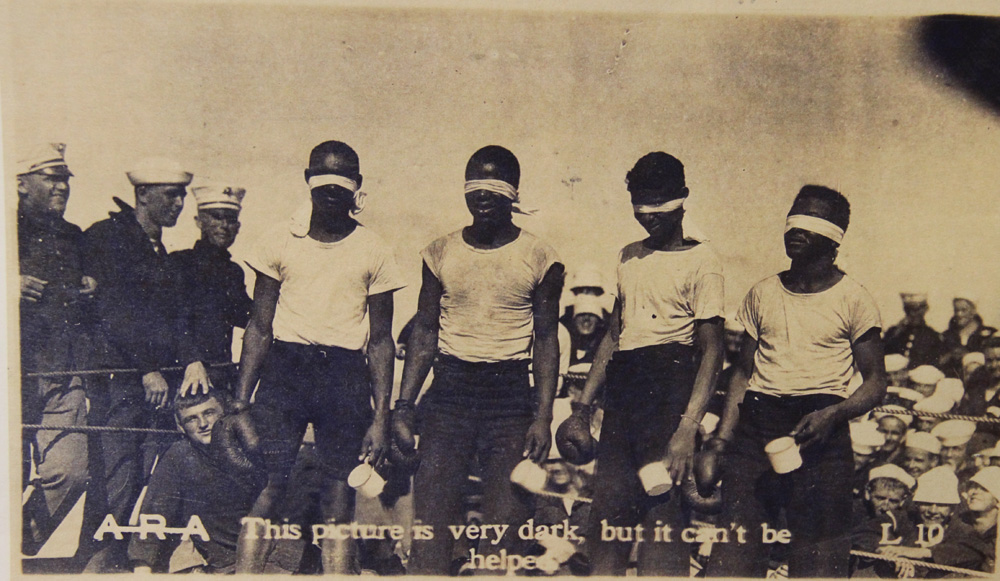 A-R-A
This picture is very dark, but it can't be
helped
L 10